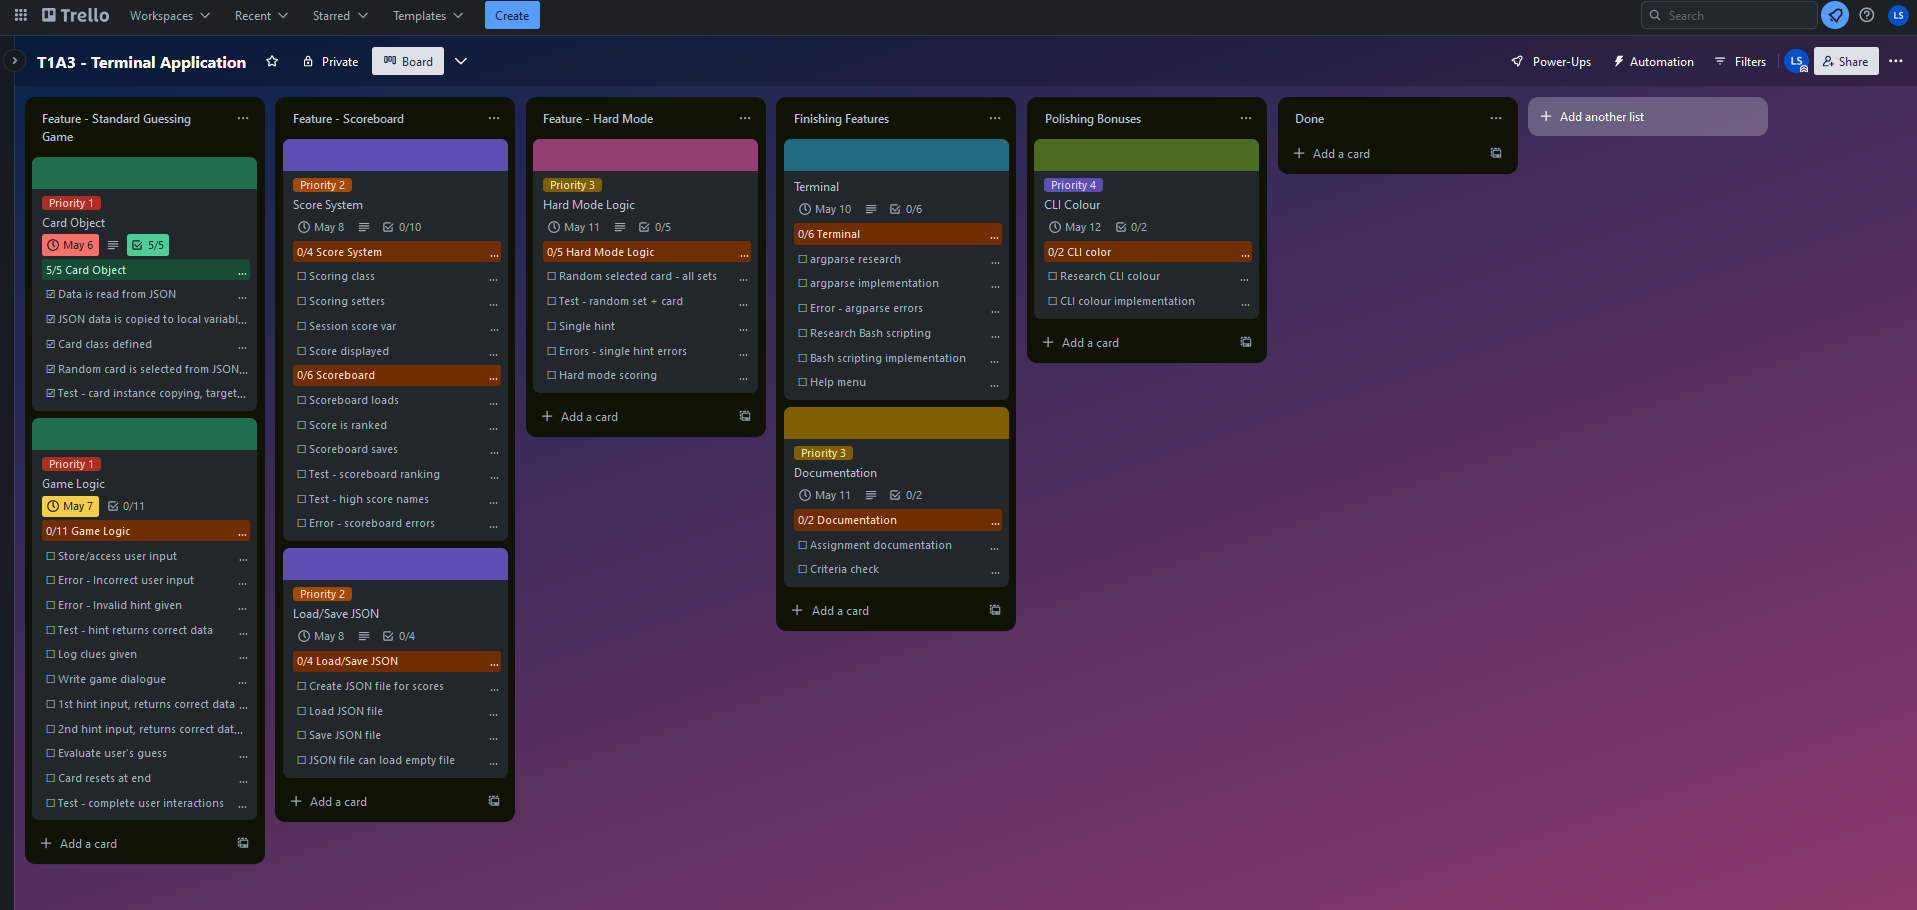 Trello
Workspaces
Recent
Starred
Templates
Create
Search
LS
T1A3 - Terminal Application
Private
Board
Power-Ups
Automation
Filters
LS
Share
Feature - Standard Guessing
Game
Priority 1
Card Object
May 6
5/5
5/5 Card Object
Data is read from JSON
JSON data is copied to local variabl...
Card class defined
Random card is selected from JSON...
Test - card instance copying, target...
Priority 1
Game Logic
May 7
0/11
0/11 Game Logic
Store/access user input
Error - Incorrect user input
Error - Invalid hint given
Test - hint returns correct data
Log clues given
Write game dialogue
1st hint input, returns correct data
2nd hint input, returns correct dat...
Evaluate user's guess
Card resets at end
Test - complete user interactions
Add a card
Feature - Scoreboard
Priority 2
Score System
May 8
0/10
0/4 Score System
Scoring class
Scoring setters
Session score var
Score displayed
0/6 Scoreboard
Scoreboard loads
Score is ranked
Scoreboard saves
Test - scoreboard ranking
Test - high score names
Error - scoreboard errors
Priority 2
Load/Save JSON
May 8
0/4
0/4 Load/Save JSON
Create JSON file for scores
Load JSON file
Save JSON file
JSON file can load empty file
Add a card
Feature - Hard Mode
Priority 3
Hard Mode Logic
May 11
0/5
0/5 Hard Mode Logic
Random selected card - all sets
Test - random set + card
Single hint
Errors - single hint errors
Hard mode scoring
Add a card
Finishing Features
Terminal
May 10
0/6
0/6 Terminal
argparse research
argparse implementation
Error - argparse errors
Research Bash scripting
Bash scripting implementation
Help menu
Priority 3
Documentation
May 11
0/2
0/2 Documentation
Assignment documentation
Criteria check
Add a card
Polishing Bonuses
Priority 4
CLI Colour
May 12
0/2
0/2 CLI color
Research CLI colour
CLI colour implementation
Add a card
Done
Add a card
Add another list